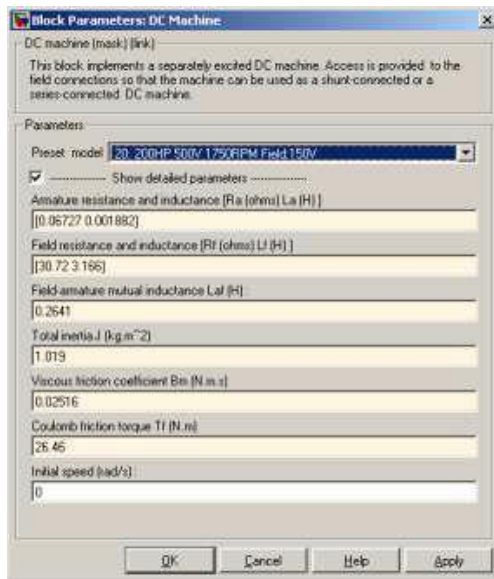 Block Parameters: DC Machine
DC machine (mask) (link)
This block implements a separately excited DC machine. Access is provided to the
field connections so that the machine can be used as a shunt-connected or a
series-connected DC machine.
Parameters
Preset model 20: 200HP 500V 1750RPM Field:150V
--------------- Show detailed parameters ---------------
Armature resistance and inductance [Ra (ohms) La (H) ]
[0.06727 0.001882]
Field resistance and inductance [Rf (ohms) Lf (H) ]
[30.72 3.166]
Field-armature mutual inductance Laf (H) :
0.2641
Total inertia J (kg.m^2)
1.019
Viscous friction coefficient Bm (N.m.s)
0.02516
Coulomb friction torque Tf (N.m)
26.46
Initial speed (rad/s) :
0
OK Cancel Help Apply